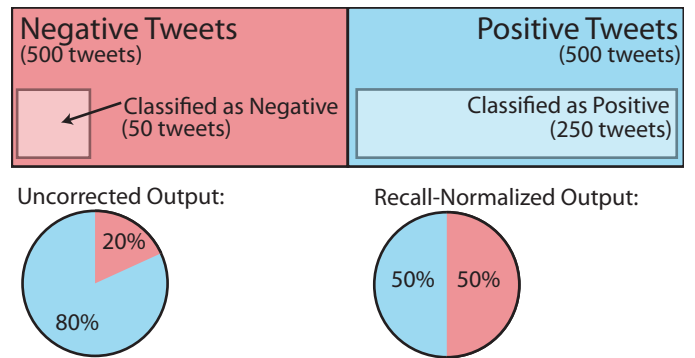 Negative Tweets
(500 tweets)
Positive Tweets
(500 tweets)
Classified as Negative
(50 tweets)
Classified as Positive
(250 tweets)
Uncorrected Output:
Recall-Normalized Output:
20%
80%
50%
50%